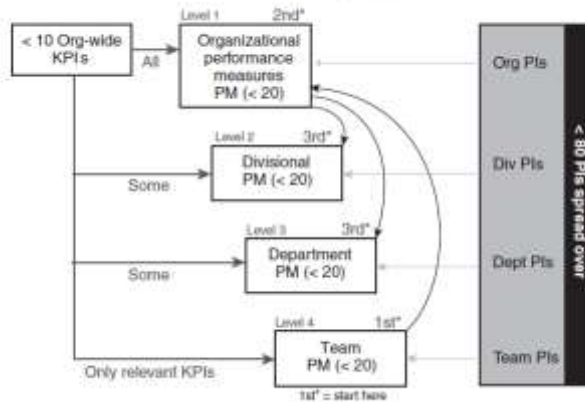 Level 1
2nd*
< 10 Org-wide
KPIs
All
Organizational
performance
measures
PM (< 20)
Org PIs
Level 2
3rd*
Divisional
PM (< 20)
Some
Div PIs
Level 3
3rd*
Department
PM (< 20)
Some
Dept PIs
Level 4
1st*
Team
PM (< 20)
Only relevant KPIs
Team PIs
1st* = start here
< 80 PIs spread over